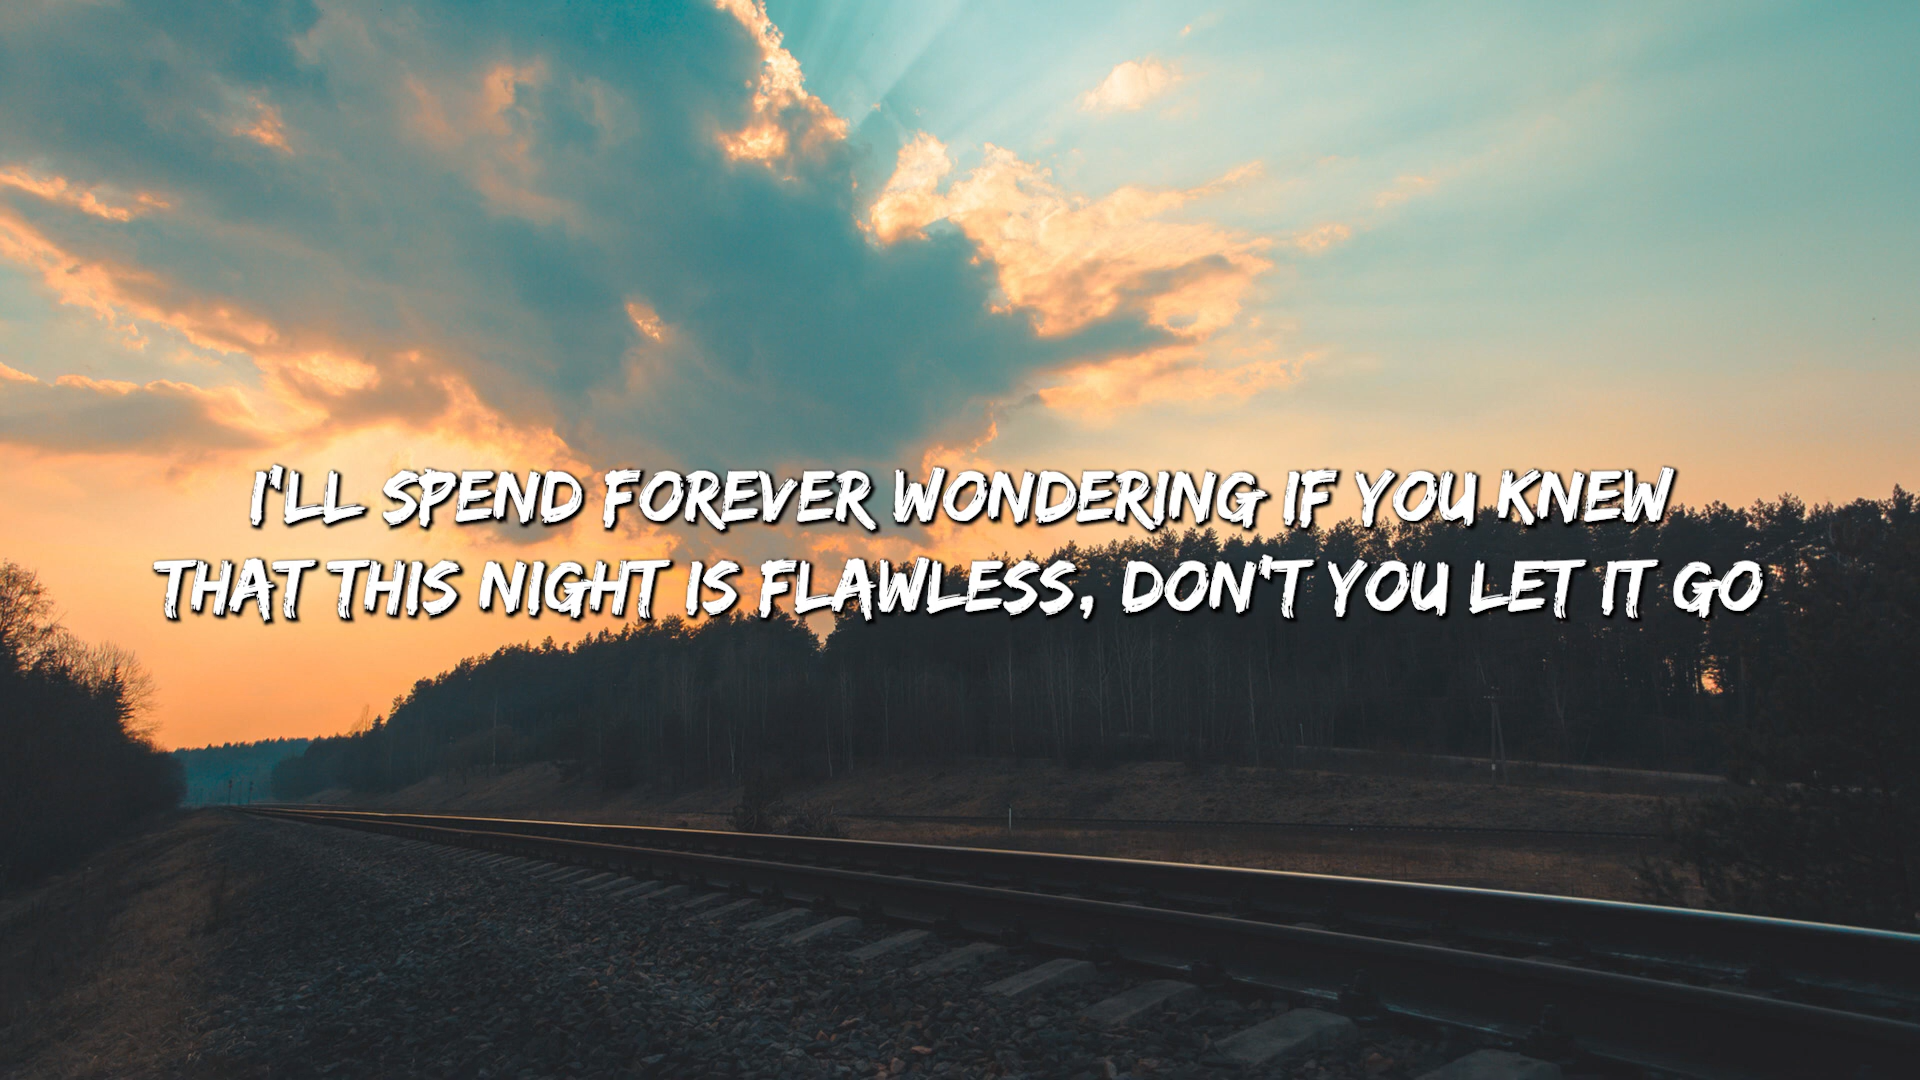 I'LL SPEND FOREVER WONDERING IF YOU KNEW
THAT THIS NIGHT IS FLAWLESS, DON'T YOU LET IT GO